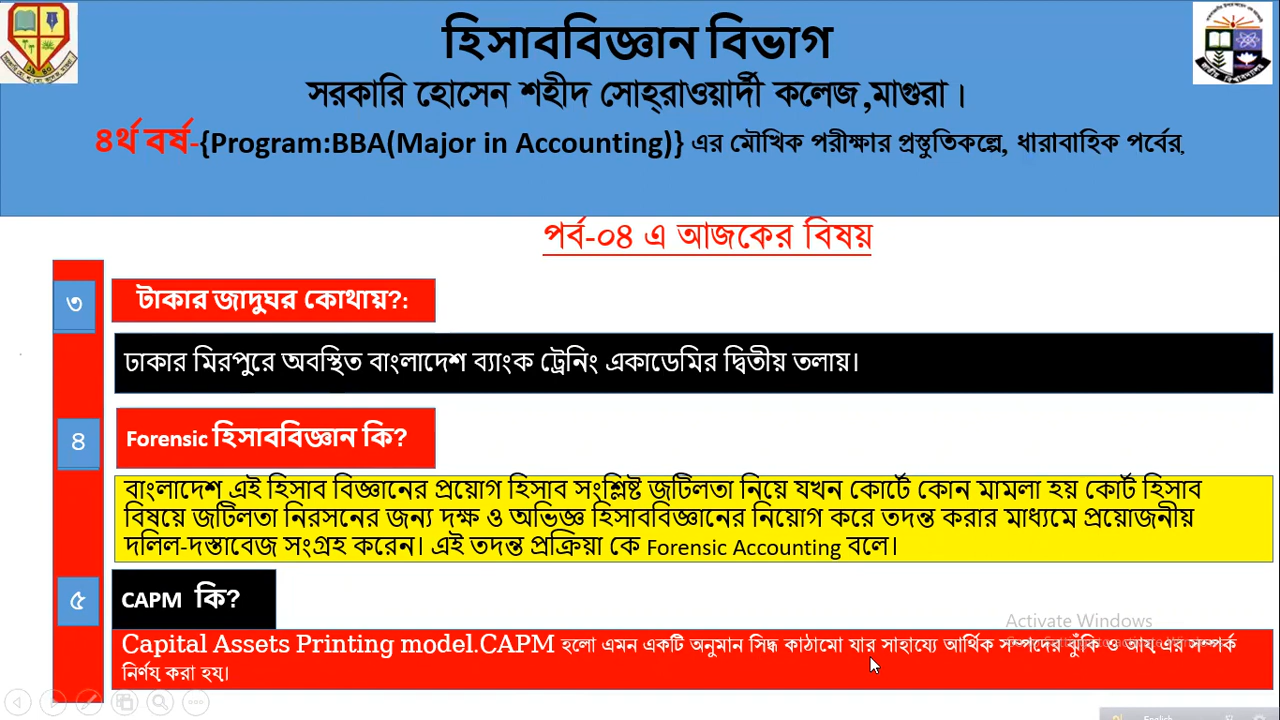 হিসাববিজ্ঞান বিভাগ
সরকারি হোসেন শহীদ সোহ্‌রাওয়ার্দী কলেজ,মাগুরা।
৪র্থ বর্ষ-{Program:BBA(Major in Accounting)} এর মৌখিক পরীক্ষার প্রস্তুতিকল্পে, ধারাবাহিক পর্বের
পর্ব-০৪ এ আজকের বিষয়
৩
টাকার জাদুঘর কোথায়?:
ঢাকার মিরপুরে অবস্থিত বাংলাদেশ ব্যাংক ট্রেনিং একাডেমির দ্বিতীয় তলায়।
৪
Forensic হিসাববিজ্ঞান কি?
বাংলাদেশ এই হিসাব বিজ্ঞানের প্রয়োগ হিসাব সংশ্লিষ্ট জটিলতা নিয়ে যখন কোর্টে কোন মামলা হয় কোর্ট হিসাব
বিষয়ে জটিলতা নিরসনের জন্য দক্ষ ও অভিজ্ঞ হিসাববিজ্ঞানের নিয়োগ করে তদন্ত করার মাধ্যমে প্রয়োজনীয়
দলিল-দস্তাবেজ সংগ্রহ করেন। এই তদন্ত প্রক্রিয়া কে Forensic Accounting বলে।
৫
CAPM কি?
Activate Windows
Capital Assets Printing model.CAPM হলো এমন একটি অনুমান সিদ্ধ কাঠামো যার সাহায্যে আর্থিক সম্পদের ঝুঁকি ও আয় এর সম্পর্ক
নির্ণয় করা হয়।
English